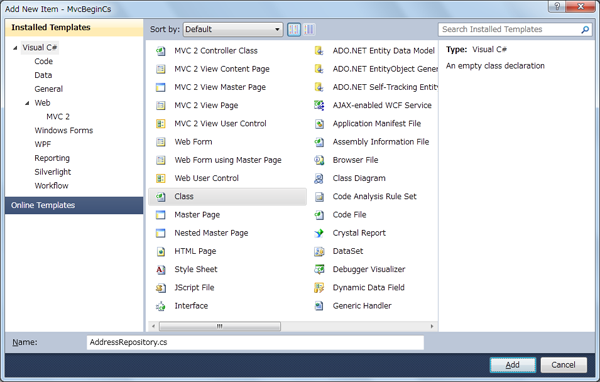 Add New Item - MvcBeginCs
Installed Templates
Visual C#
Code
Data
General
Web
MVC 2
Windows Forms
WPF
Reporting
Silverlight
Workflow
Online Templates
Sort by: Default
MVC 2 Controller Class
MVC 2 View Content Page
MVC 2 View Master Page
MVC 2 View Page
MVC 2 View User Control
Web Form
Web Form using Master Page
Web User Control
Class
Master Page
Nested Master Page
HTML Page
Style Sheet
JScript File
Interface
ADO.NET Entity Data Model
ADO.NET EntityObject Gener
ADO.NET Self-Tracking Entity
AJAX-enabled WCF Service
Application Manifest File
Assembly Information File
Browser File
Class Diagram
Code Analysis Rule Set
Code File
Crystal Report
DataSet
Debugger Visualizer
Dynamic Data Field
Generic Handler
Search Installed Templates
Type: Visual C#
An empty class declaration
Name: AddressRepository.cs
Add Cancel